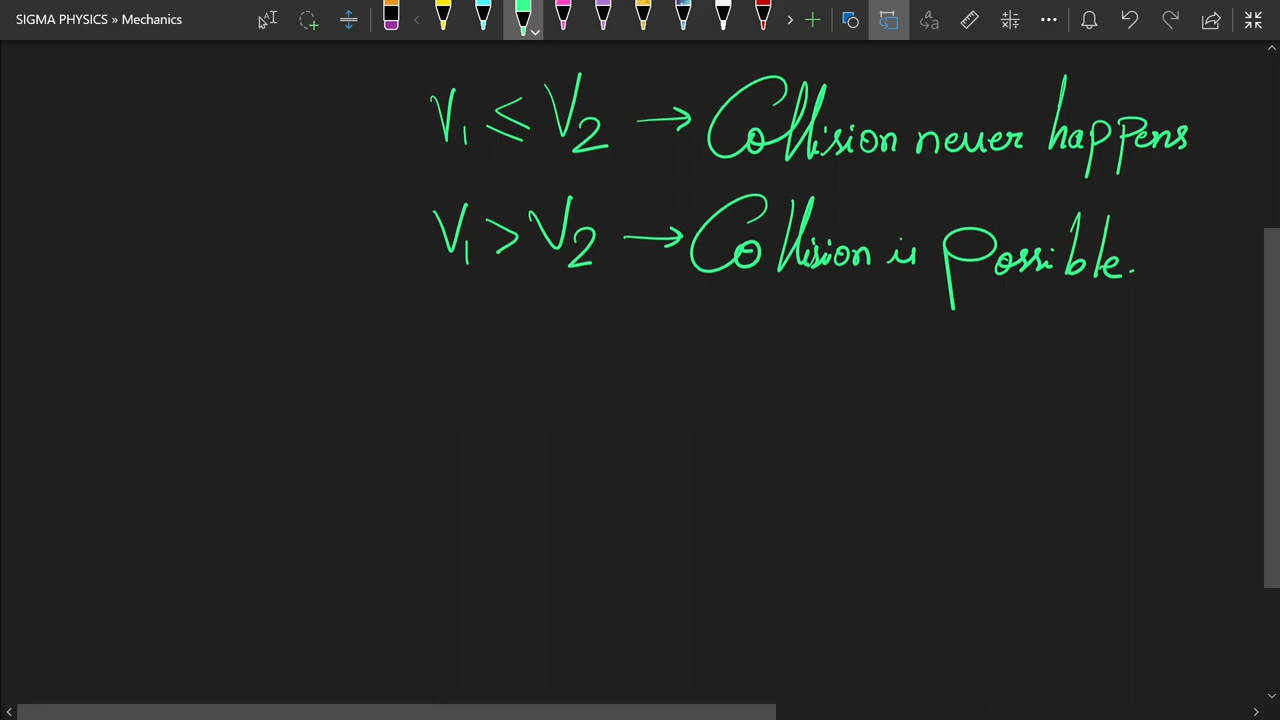 SIGMA PHYSICS » Mechanics
V₁ ≤ V₂ → Collision never happens
V₁ > V₂ → Collision is possible.